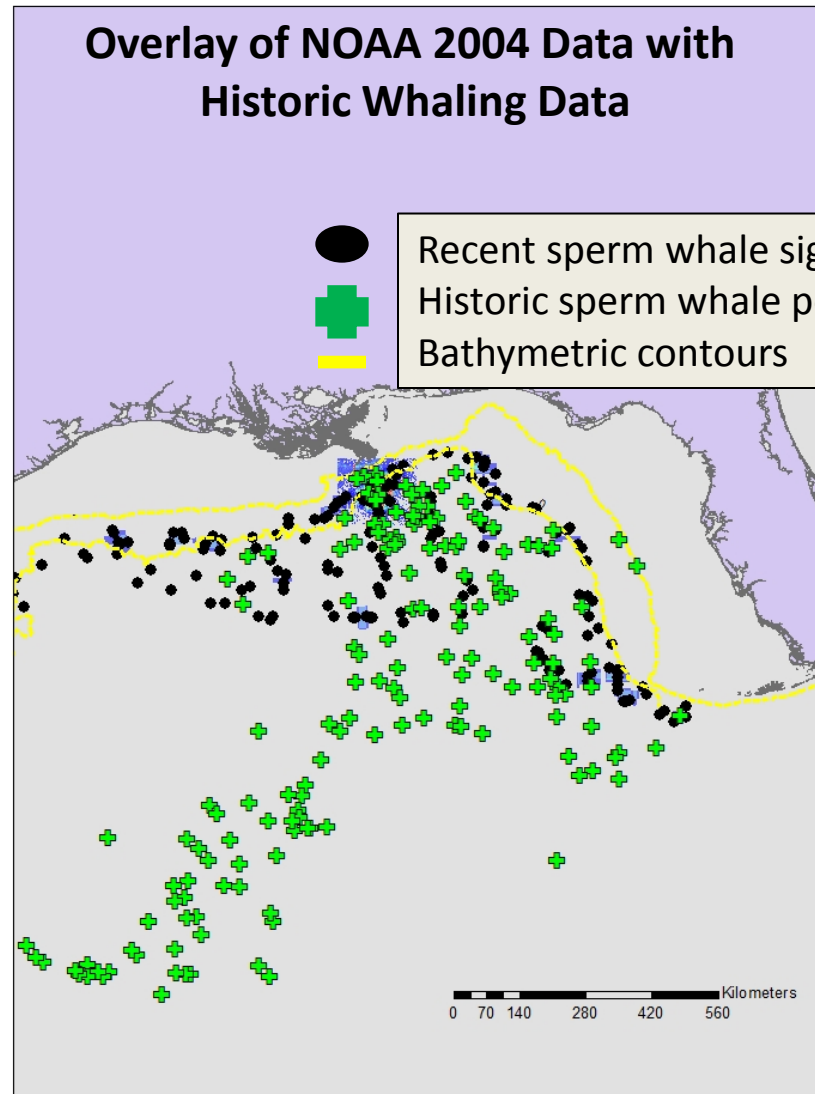 Overlay of NOAA 2004 Data with
Historic Whaling Data
Recent sperm whale
Historic sperm whale
Bathymetric contours
Kilometers
0 70 140 280 420 560